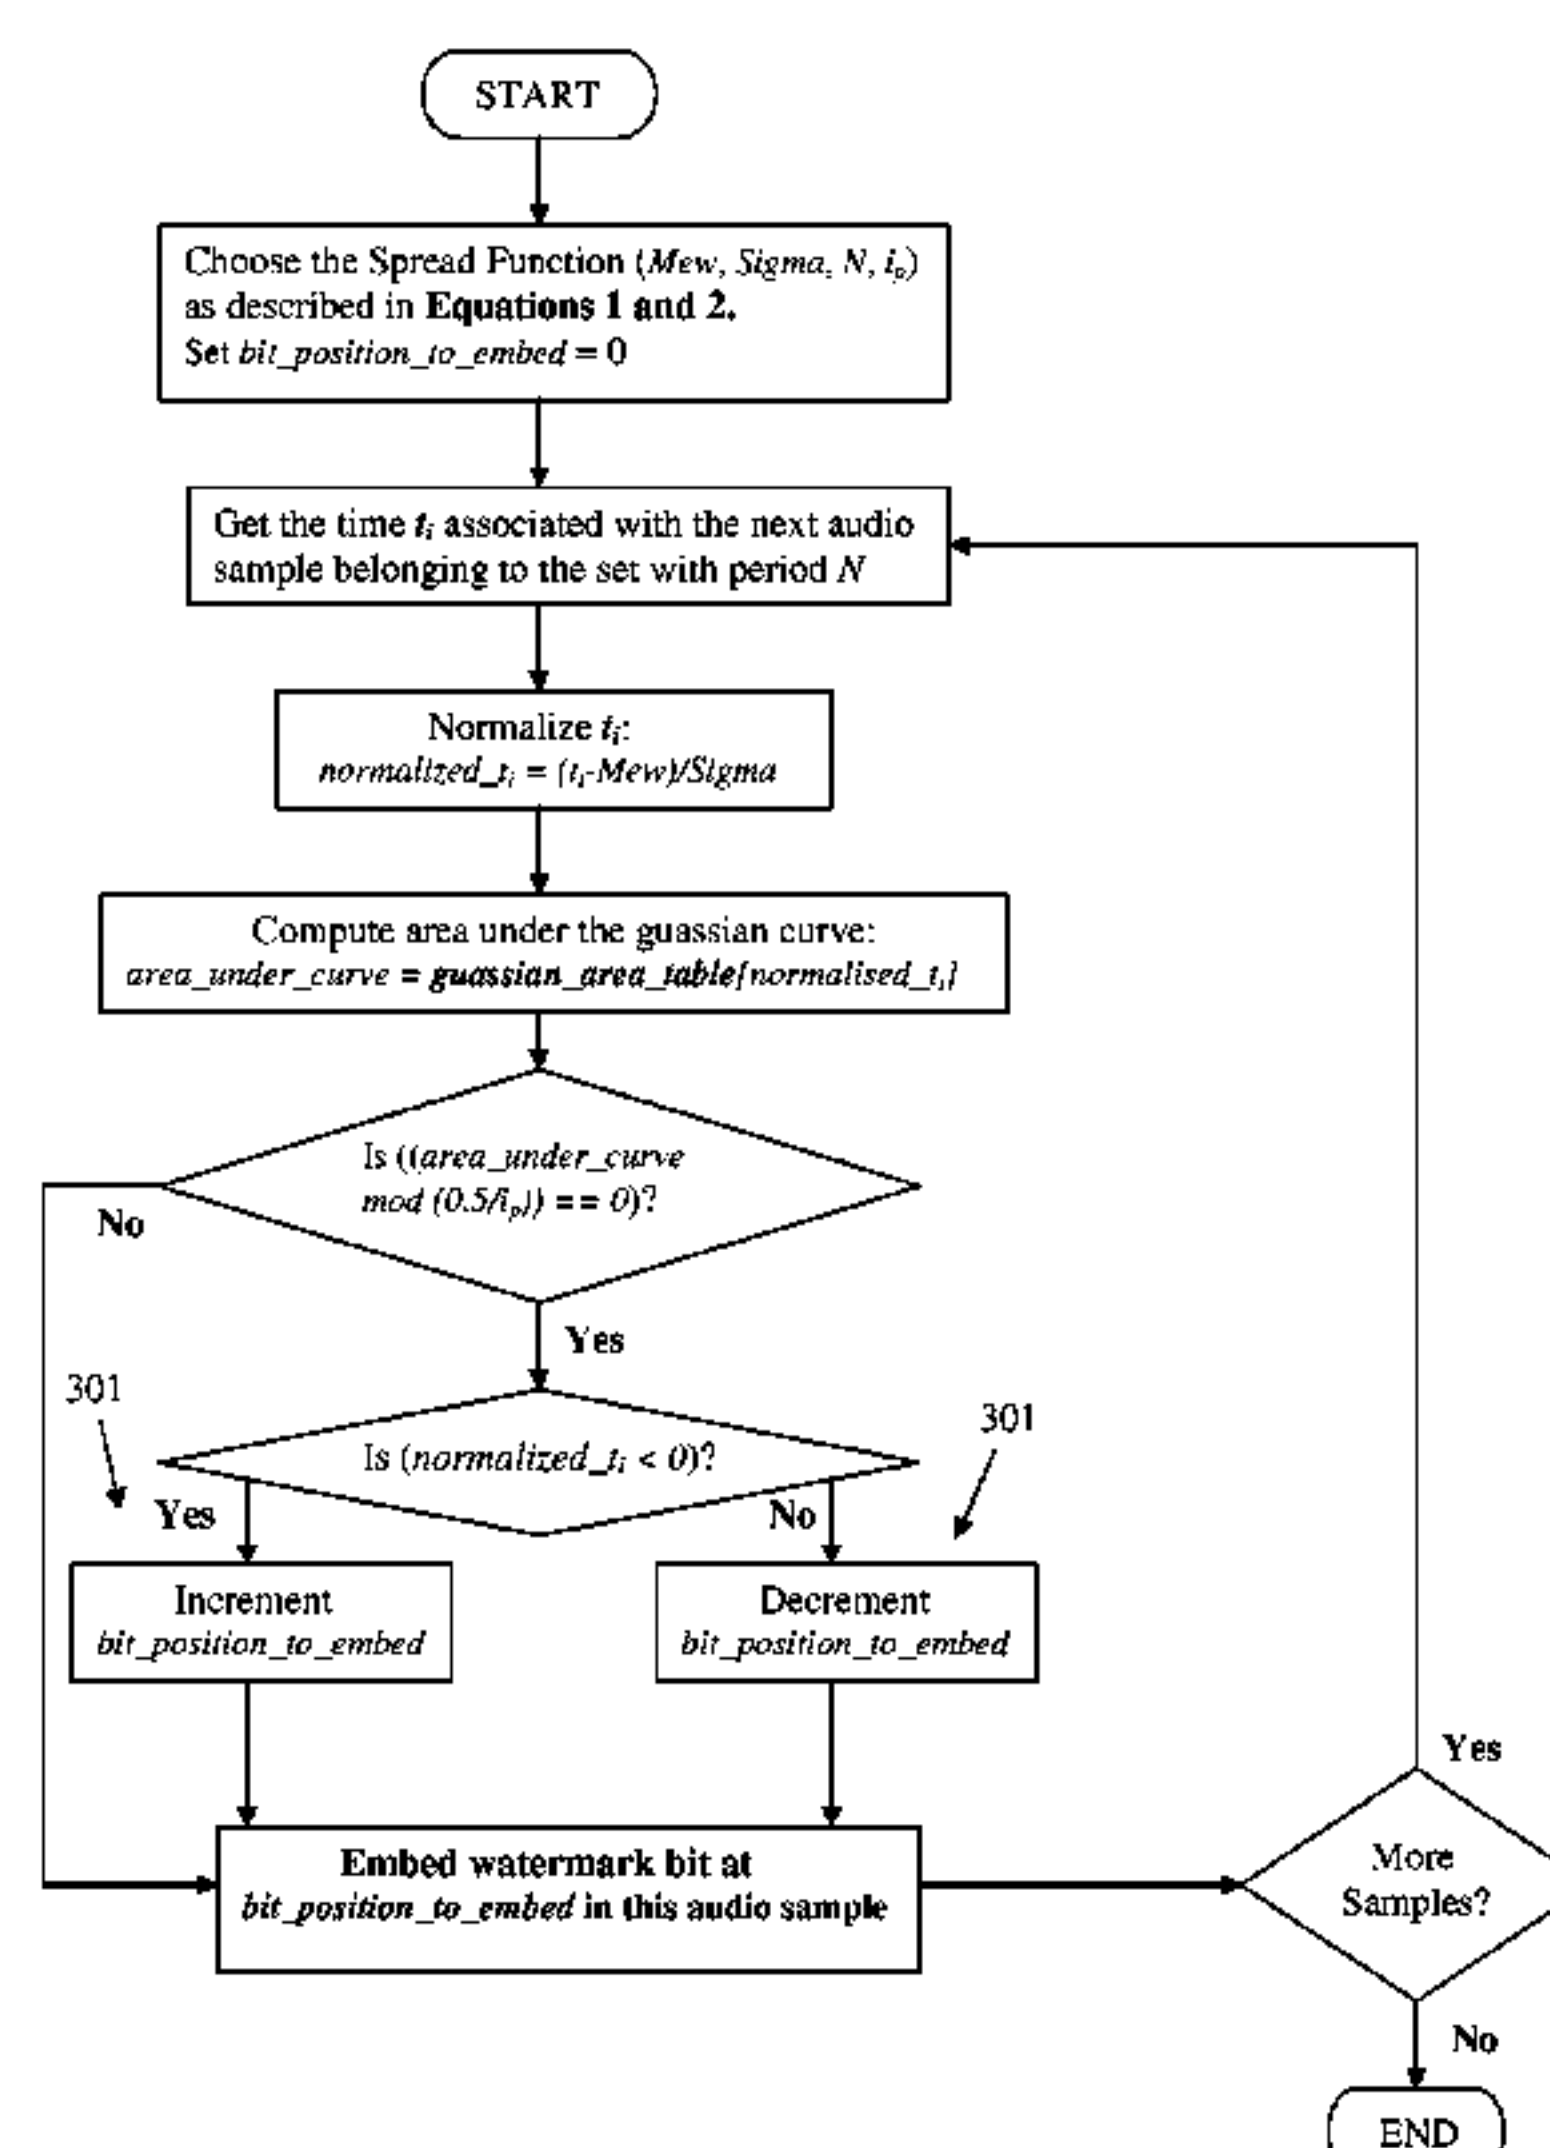 START
Choose the Spread Function (Mew, Sigma, N, iₚ)
as described in Equations 1 and 2.
Set bit_position_to_embed = 0
Get the time tᵢ associated with the next audio
sample belonging to the set with period N
Normalize tᵢ:
normalized_tᵢ = (tᵢ-Mew)/Sigma
Compute area under the guassian curve:
area_under_curve = guassian_area_table[normalised_tᵢ]
Is ((area_under_curve
mod (0.5/iₚ)) = = 0)?
No
Yes
301
301
Is (normalized_tᵢ < 0)?
Yes
No
Increment
bit_position_to_embed
Decrement
bit_position_to_embed
Embed watermark bit at
bit_position_to_embed in this audio sample
Yes
More
Samples?
No
END